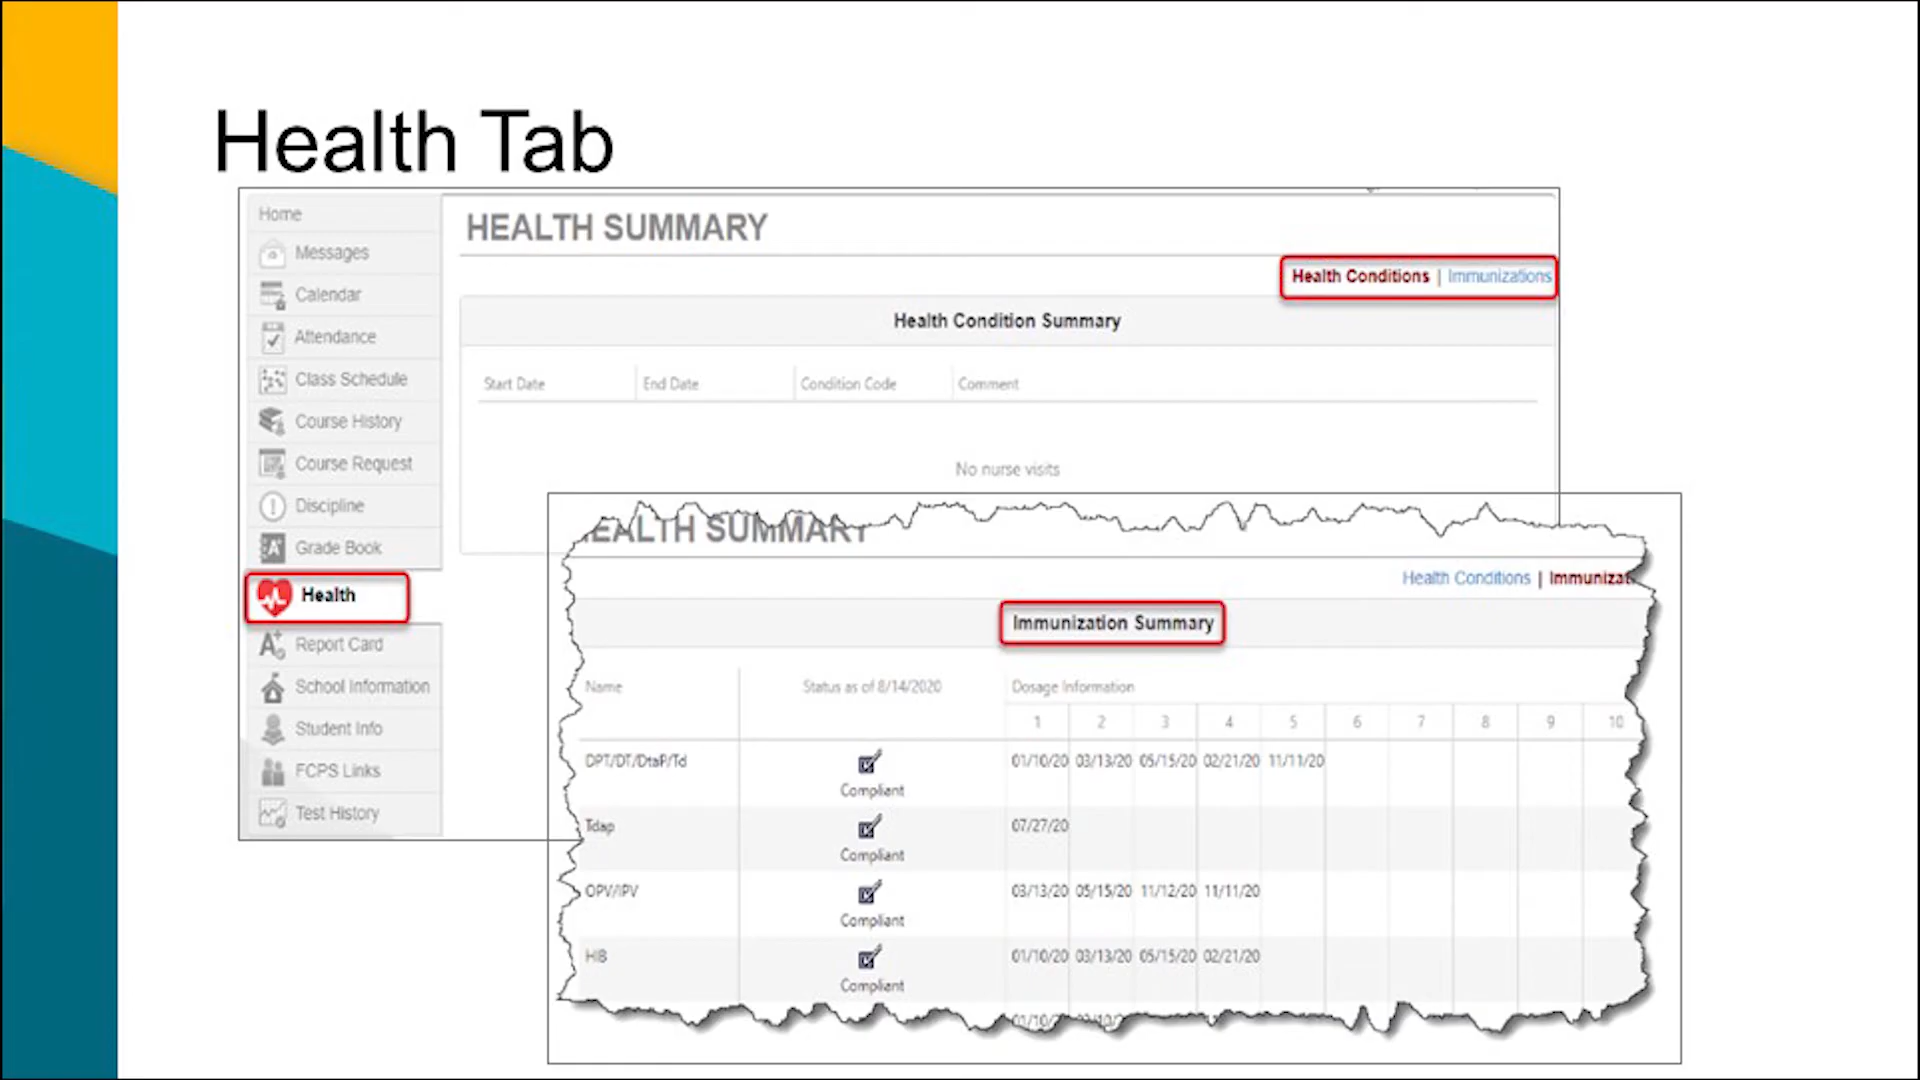 Health Tab
Home
Messages
Calendar
Attendance
Class Schedule
Course History
Course Request
Discipline
Grade Book
Health
Report Card
School Information
Student Info
FCPS Links
Test History
HEALTH SUMMARY
Health Conditions | Immunizations
Health Condition Summary
Start Date End Date Condition Code Comment
No nurse visits
HEALTH SUMMARY
Health Conditions | Immunizat
Immunization Summary
Name Status as of 8/14/2020 Dosage Information
1 2 3 4 5 6 7 8 9 10
DPT/DT/DtaP/Td 01/10/20 03/13/20 05/15/20 02/21/20 11/11/20
Compliant
Tdap 07/27/20
Compliant
OPV/IPV 03/13/20 05/15/20 11/12/20 11/11/20
Compliant
HIB 01/10/20 03/13/20 05/15/20 02/21/20
Compliant